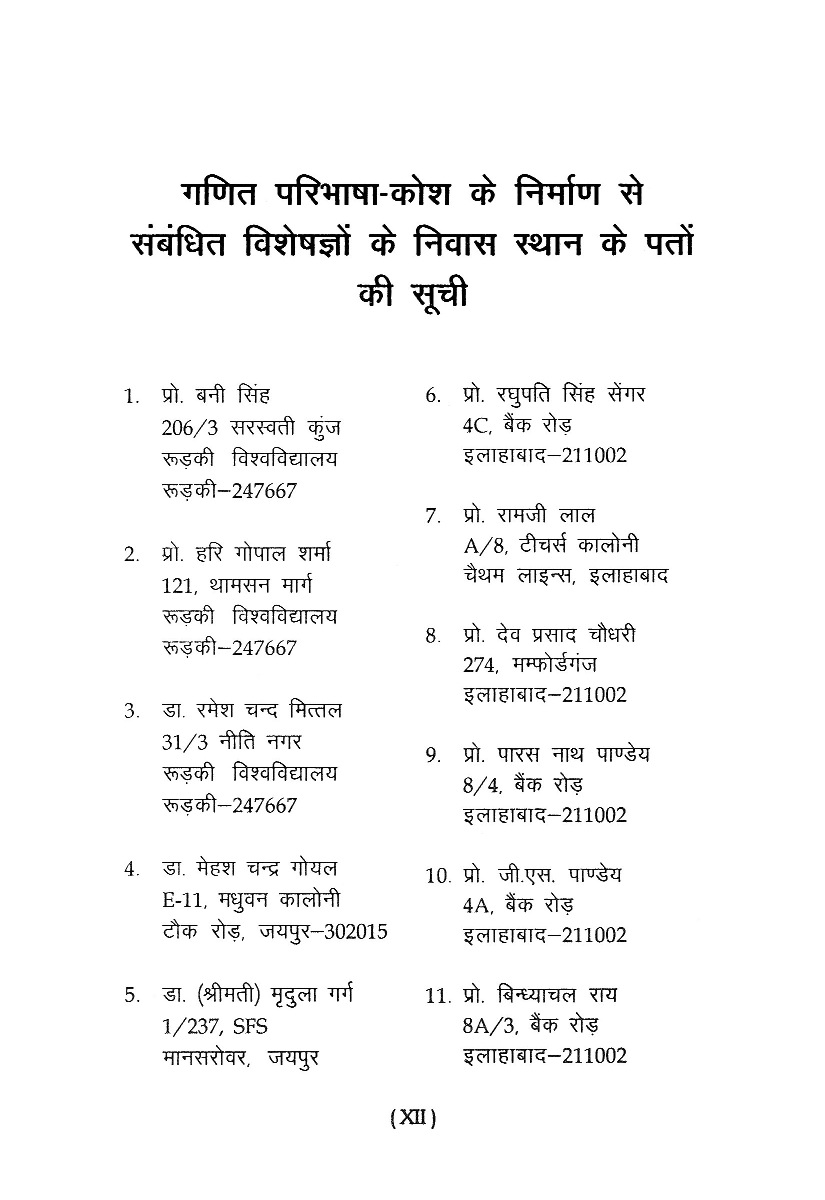 गणित परिभाषा-कोश के निर्माण से
संबंधित विशेषज्ञों के निवास स्थान के पतों
की सूची
1. प्रो. बनी सिंह
206/3 सरस्वती कुंज
रूड़की विश्वविद्यालय
रूड़की–247667
2. प्रो. हरि गोपाल शर्मा
121, थामसन मार्ग
रूड़की विश्वविद्यालय
रूड़की–247667
3. डा. रमेश चन्द मित्तल
31/3 नीति नगर
रूड़की विश्वविद्यालय
रूड़की–247667
4. डा. मेहश चन्द्र गोयल
E-11, मधुवन कालोनी
टौक रोड़, जयपुर–302015
5. डा. (श्रीमती) मृदुला गर्ग
1/237, SFS
मानसरोवर, जयपुर
6. प्रो. रघुपति सिंह सेंगर
4C, बैंक रोड़
इलाहाबाद–211002
7. प्रो. रामजी लाल
A/8, टीचर्स कालोनी
चैथम लाइन्स, इलाहाबाद
8. प्रो. देव प्रसाद चौधरी
274, मम्फोर्डगंज
इलाहाबाद–211002
9. प्रो. पारस नाथ पाण्डेय
8/4, बैंक रोड़
इलाहाबाद–211002
10. प्रो. जी.एस. पाण्डेय
4A, बैंक रोड़
इलाहाबाद–211002
11. प्रो. बिन्ध्याचल राय
8A/3, बैंक रोड़
इलाहाबाद–211002
(XII)